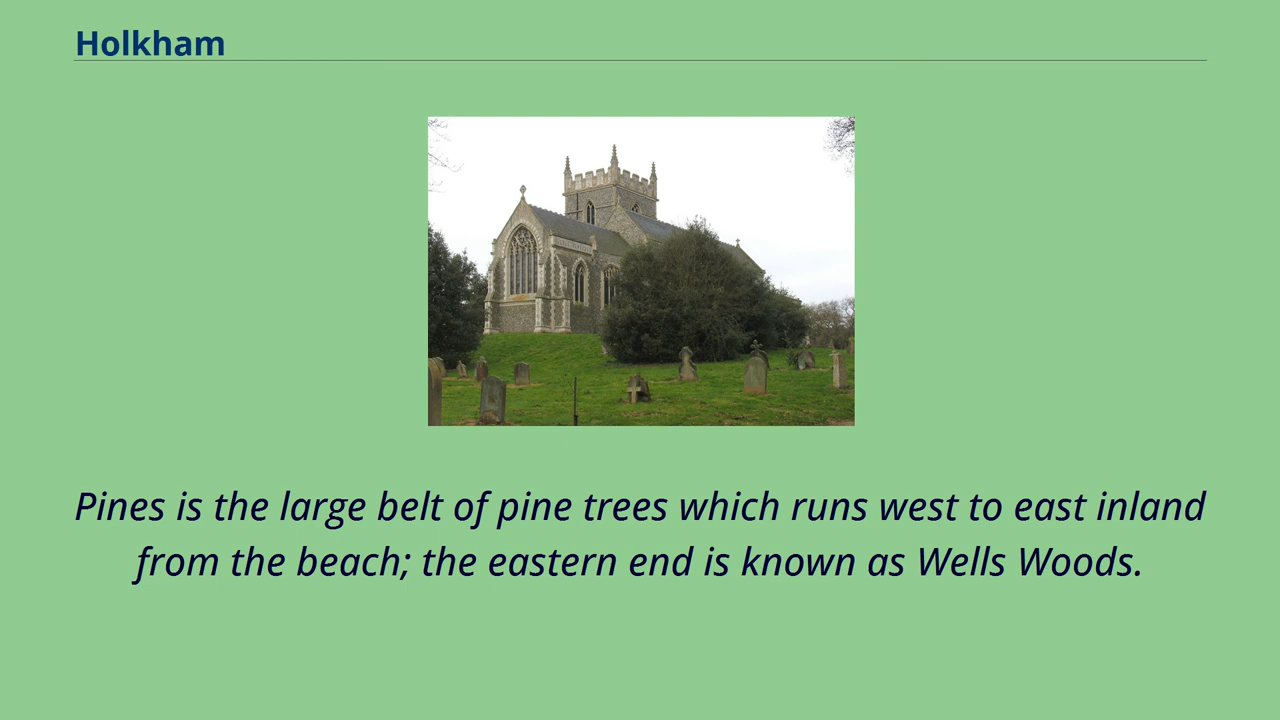 Holkham
Pines is the large belt of pine trees which runs west to east inland
from the beach; the eastern end is known as Wells Woods.